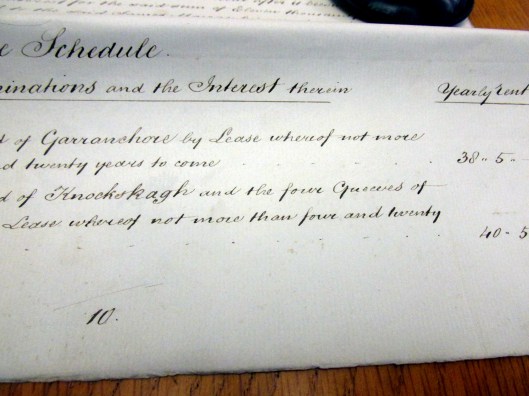 e Schedule.
inations and the Interest therein Yearly rent
d of Garranchore by Lease whereof not more
nd twenty years to come . . . . 38 " 5 "
d of Knockskagh and the four Gneeves of
Lease whereof not more than four and twenty
. . . . . . 40 - 5
10.